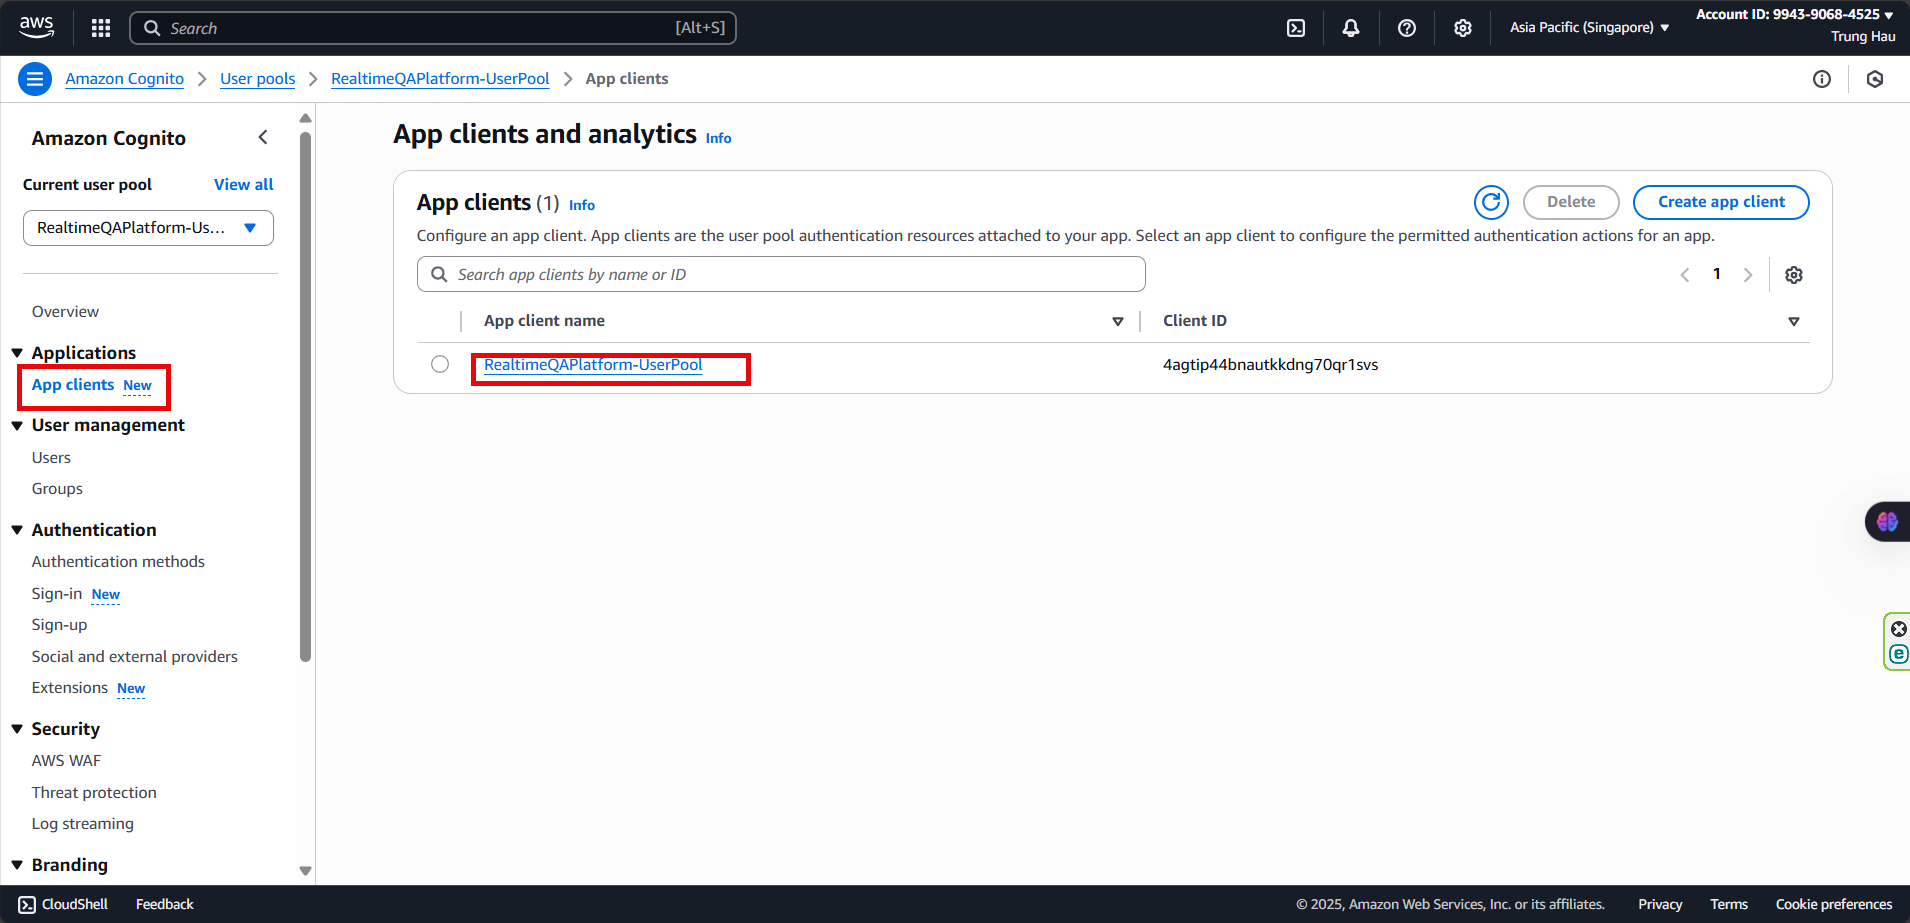 aws
Search
[Alt+S]
Asia Pacific (Singapore)
Account ID: 9943-9068-4525
Trung Hau
Amazon Cognito
User pools
RealtimeQAPlatform-UserPool
App clients
Amazon Cognito
Current user pool
View all
RealtimeQAPlatform-Us...
Overview
Applications
App clients New
User management
Users
Groups
Authentication
Authentication methods
Sign-in New
Sign-up
Social and external providers
Extensions New
Security
AWS WAF
Threat protection
Log streaming
Branding
App clients and analytics Info
App clients (1) Info
Delete
Create app client
Configure an app client. App clients are the user pool authentication resources attached to your app. Select an app client to configure the permitted authentication actions for an app.
Search app clients by name or ID
1
App client name
Client ID
RealtimeQAPlatform-UserPool
4agtip44bnautkkdng70qr1svs
CloudShell
Feedback
© 2025, Amazon Web Services, Inc. or its affiliates.
Privacy
Terms
Cookie preferences